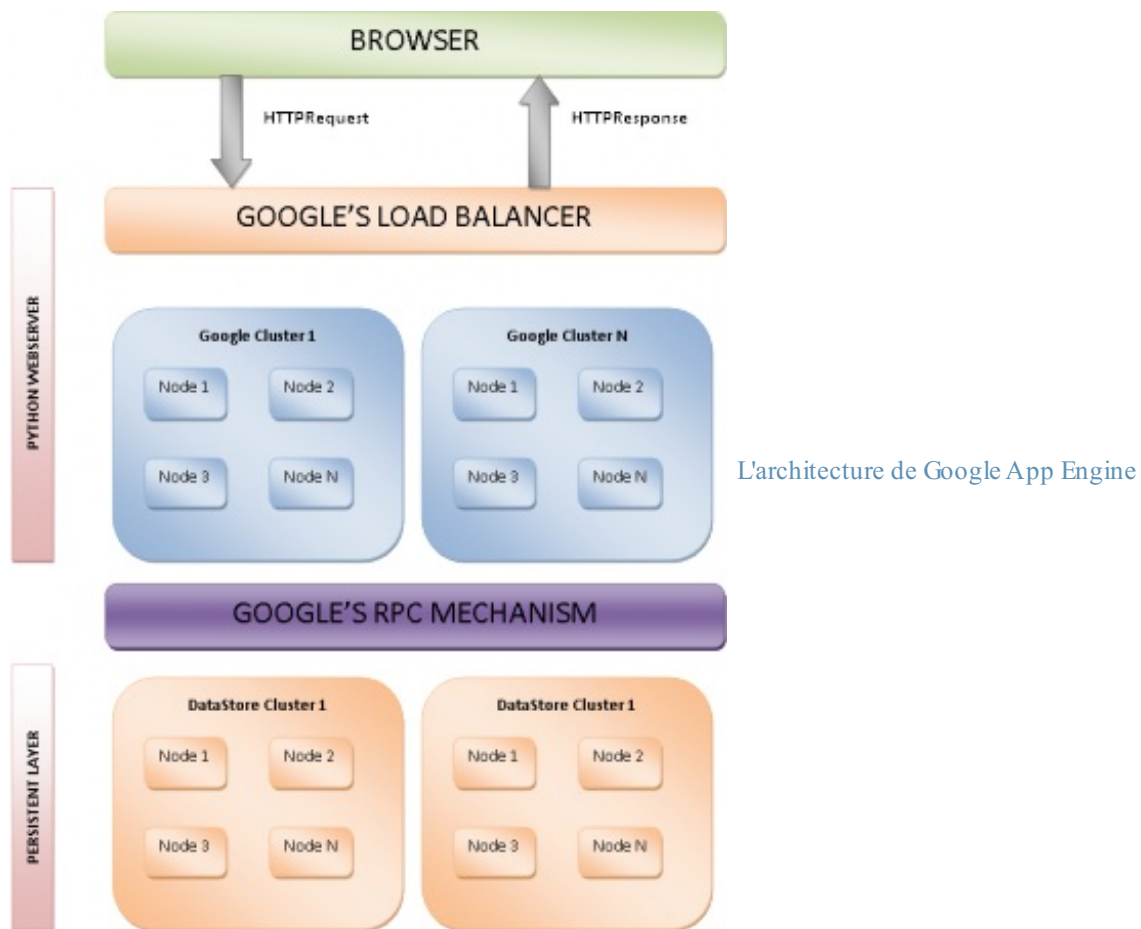 BROWSER
HTTPRequest
HTTPResponse
GOOGLE'S LOAD BALANCER
PYTHON WEBSERVER
Google Cluster 1
Node 1
Node 2
Node 3
Node N
Google Cluster N
Node 1
Node 2
Node 3
Node N
L'architecture de Google App Engine
GOOGLE'S RPC MECHANISM
PERSISTENT LAYER
DataStore Cluster 1
Node 1
Node 2
Node 3
Node N
DataStore Cluster 1
Node 1
Node 2
Node 3
Node N